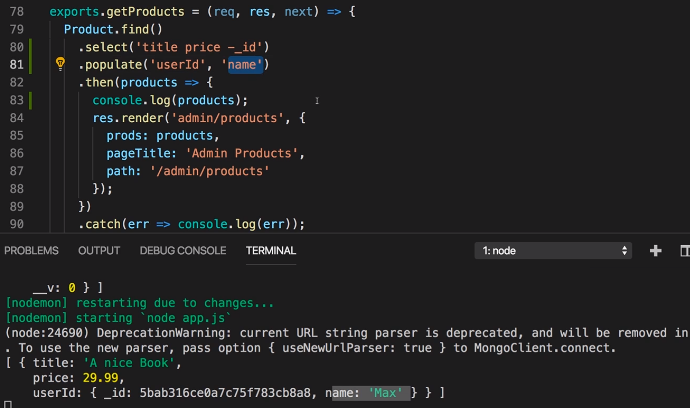 78 exports.getProducts = (req, res, next) => {
79 Product.find()
80 .select('title price -_id')
81 .populate('userId', 'name')
82 .then(products => {
83 console.log(products);
84 res.render('admin/products', {
85 prods: products,
86 pageTitle: 'Admin Products',
87 path: '/admin/products'
88 });
89 })
90 .catch(err => console.log(err));
PROBLEMS OUTPUT DEBUG CONSOLE TERMINAL 1: node
__v: 0 } ]
[nodemon] restarting due to changes...
[nodemon] starting `node app.js`
(node:24690) DeprecationWarning: current URL string parser is deprecated, and will be removed in
. To use the new parser, pass option { useNewUrlParser: true } to MongoClient.connect.
[ { title: 'A nice Book',
price: 29.99,
userId: { _id: 5bab316ce0a7c75f783cb8a8, name: 'Max' } } ]